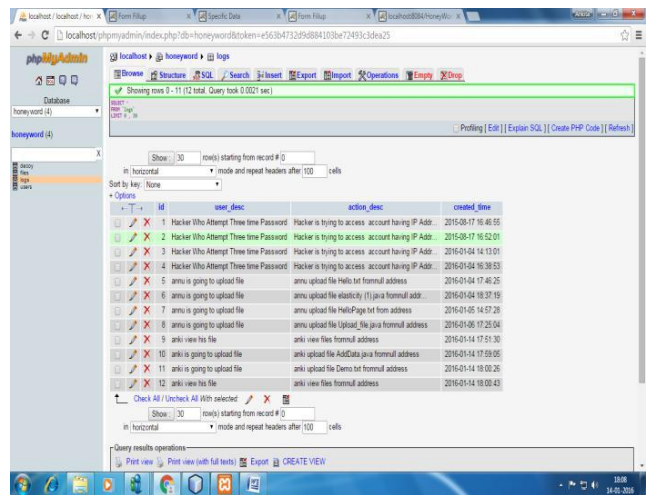 localhost / localhost / hon
Form Fillup
Specific Data
Form Fillup
localhost:8084/HoneyWo
localhost/phpmyadmin/index.php?db=honeyword&token=e563b4732d9d884103be72493c3dea25
phpMyAdmin
Database
honeyword (4)
honeyword (4)
X
decoy
files
logs
users
localhost ▸ honeyword ▸ logs
Browse Structure SQL Search Insert Export Import Operations Empty Drop
Showing rows 0 - 11 (12 total, Query took 0.0021 sec)
SELECT *
FROM `logs`
LIMIT 0 , 30
Profiling [ Edit ] [ Explain SQL ] [ Create PHP Code ] [ Refresh ]
Show : 30 row(s) starting from record # 0
in horizontal mode and repeat headers after 100 cells
Sort by key: None
+ Options
←T→ id user_desc action_desc created_time
1 Hacker Who Attempt Three time Password Hacker is trying to access account having IP Addr... 2015-08-17 16:46:55
2 Hacker Who Attempt Three time Password Hacker is trying to access account having IP Addr... 2015-08-17 16:52:01
3 Hacker Who Attempt Three time Password Hacker is trying to access account having IP Addr... 2016-01-04 14:13:01
4 Hacker Who Attempt Three time Password Hacker is trying to access account having IP Addr... 2016-01-04 16:38:53
5 annu is going to upload file annu upload file Hello.txt fromnull address 2016-01-04 17:46:25
6 annu is going to upload file annu upload file elasticity (1).java fromnull addr... 2016-01-04 18:37:19
7 annu is going to upload file annu upload file HelloPage.txt from address 2016-01-05 14:57:28
8 annu is going to upload file annu upload file Upload_file.java fromnull address 2016-01-06 17:25:04
9 anki view his file anki view files fromnull address 2016-01-14 17:51:30
10 anki is going to upload file anki upload file AddData.java fromnull address 2016-01-14 17:59:05
11 anki is going to upload file anki upload file Demo.txt fromnull address 2016-01-14 18:00:26
12 anki view his file anki view files fromnull address 2016-01-14 18:00:43
Check All / Uncheck All With selected:
Show : 30 row(s) starting from record # 0
in horizontal mode and repeat headers after 100 cells
Query results operations
Print view Print view (with full texts) Export CREATE VIEW
18:08
14-01-2016